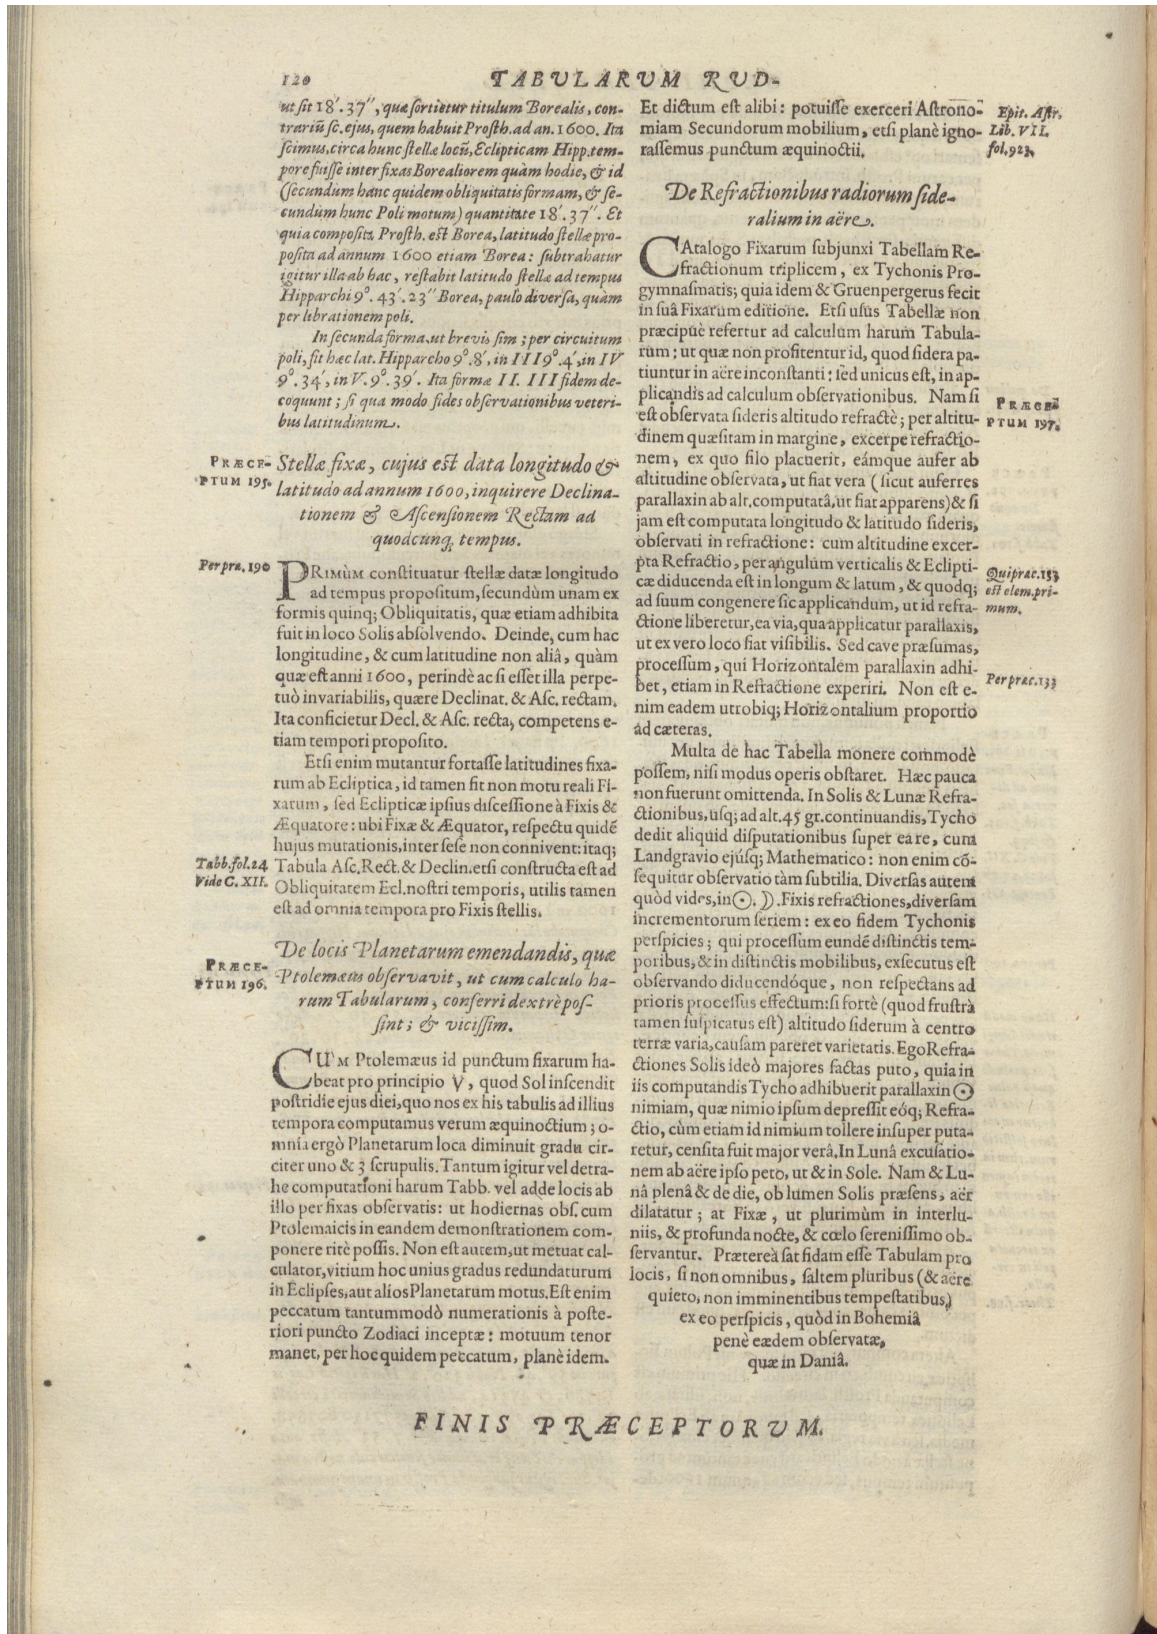 120
TABULARUM RUD-
ut sit 18′. 37″, quæ sortietur titulum Borealis, con-
trariũ sc. ejus, quem habuit Prosth. ad an. 1600. Ita
scimus, circa hunc stellæ locũ, Eclipticam Hipp. tem-
pore fuisse inter fixas Borealiorem quàm hodie, & id
(secundùm hanc quidem obliquitatis formam, & se-
cundùm hunc Poli motum) quantitate 18′. 37″. Et
quia composita Prosth. est Borea, latitudo stellæ pro-
posita ad annum 1600 etiam Borea: subtrahatur
igitur illa ab hac, restabit latitudo stellæ ad tempus
Hipparchi 9°. 43′. 23″ Borea, paulò diversa, quàm
per librationem poli.
In secunda forma, ut brevis sim; per circuitum
poli, fit hæc lat. Hipparcho 9°. 8′, in III 9°. 4′, in IV
9°. 34′, in V. 9°. 39′. Ita formæ II. III fidem de-
coquunt; si qua modo fides observationibus veteri-
bus latitudinum.
PRÆCE-
PTUM 195.
Stellæ fixæ, cujus est data longitudo &
latitudo ad annum 1600, inquirere Declina-
tionem & Ascensionem Rectam ad
quodcunq; tempus.
Per præ. 190
PRIMÙM constituatur stellæ datæ longitudo
ad tempus propositum, secundùm unam ex
formis quinq; Obliquitatis, quæ etiam adhibita
fuit in loco Solis absolvendo. Deinde, cum hac
longitudine, & cum latitudine non aliâ, quàm
quæ est anni 1600, perindè ac si esset illa perpe-
tuò invariabilis, quære Declinat. & Asc. rectam.
Ita conficietur Decl. & Asc. recta, competens e-
tiam tempori proposito.
Etsi enim mutantur fortasse latitudines fixa-
rum ab Ecliptica, id tamen fit non motu reali Fi-
xarum, sed Eclipticæ ipsius discessione à Fixis &
Æquatore: ubi Fixæ & Æquator, respectu quidẽ
hujus mutationis, inter sese non connivent: itaq;
Tabula Asc. Rect. & Declin. etsi constructa est ad
Obliquitatem Ecl. nostri temporis, utilis tamen
est ad omnia tempora pro Fixis stellis.
Tabb. fol. 24
Vide C. XII.
PRÆCE-
PTUM 196.
De locis Planetarum emendandis, quæ
Ptolemæus observavit, ut cum calculo ha-
rum Tabularum, conferri dextrè pos-
sint; & vicissim.
CUM Ptolemæus id punctum fixarum ha-
beat pro principio ♈, quod Sol inscendit
postridie ejus diei, quo nos ex his tabulis ad illius
tempora computamus verum æquinoctium; o-
mnia ergò Planetarum loca diminuit gradu cir-
citer uno & 3 scrupulis. Tantum igitur vel detra-
he computationi harum Tabb. vel adde locis ab
illo per fixas observatis: ut hodiernas obs. cum
Ptolemaicis in eandem demonstrationem com-
ponere ritè possis. Non est autem, ut metuat cal-
culator, vitium hoc unius gradus redundaturum
in Eclipses, aut alios Planetarum motus. Est enim
peccatum tantummodò numerationis à poste-
riori puncto Zodiaci inceptæ: motuum tenor
manet, per hoc quidem peccatum, planè idem.
Et dictum est alibi: potuisse exerceri Astrono-
miam Secundorum mobilium, etsi planè igno-
rassemus punctum æquinoctii.
Epit. Astr.
Lib. VII.
fol. 923.
De Refractionibus radiorum side-
ralium in aëre.
CAtalogo Fixarum subjunxi Tabellam Re-
fractionum triplicem, ex Tychonis Pro-
gymnasmatis; quia idem & Gruenpergerus fecit
in suâ Fixarum editione. Etsi usus Tabellæ non
præcipuè refertur ad calculum harum Tabula-
rum; ut quæ non profitentur id, quod sidera pa-
tiuntur in aëre inconstanti: sed unicus est, in ap-
plicandis ad calculum observationibus. Nam si
est observata sideris altitudo refractè; per altitu-
dinem quæsitam in margine, excerpe refractio-
nem, ex quo filo placuerit, eámque aufer ab
altitudine observata, ut fiat vera (sicut auferres
parallaxin ab alt. computatâ, ut fiat apparens) & si
jam est computata longitudo & latitudo sideris,
observati in refractione: cum altitudine excer-
pta Refractio, per angulum verticalis & Ecliptι-
cæ diducenda est in longum & latum, & quodq;
ad suum congenere sic applicandum, ut id refra-
ctione liberetur, ea via, qua applicatur parallaxis,
ut ex vero loco fiat visibilis. Sed cave præsumas,
processum, qui Horizontalem parallaxin adhi-
bet, etiam in Refractione experiri. Non est e-
nim eadem utrobiq; Horizontalium proportio
ad cæteras.
PRÆCE-
PTUM 197.
Qui præc. 153
est elem. pri-
mum.
Per præc. 133
Multa de hac Tabella monere commodè
possem, nisi modus operis obstaret. Hæc pauca
non fuerunt omittenda. In Solis & Lunæ Refra-
ctionibus, usq; ad alt. 45 gr. continuandis, Tycho
dedit aliquid disputationibus super ea re, cum
Landgravio ejúsq; Mathematico: non enim cõ-
sequitur observatio tàm subtilia. Diversas autem
quòd vides, in ☉. ☽. Fixis refractiones, diversam
incrementorum seriem: ex eo fidem Tychonis
perspicies; qui processum eundẽ distinctis tem-
poribus, & in distinctis mobilibus, exsecutus est
observando diducendóque, non respectans ad
prioris processus effectum: si fortè (quod frustrà
tamen suspicatus est) altitudo siderum à centro
terræ varia, causam pareret varietatis. Ego Refra-
ctiones Solis ideò majores factas puto, quia in
iis computandis Tycho adhibuerit parallaxin ☉
nimiam, quæ nimio ipsum depressit eóq; Refra-
ctio, cùm etiam id nimium tollere insuper puta-
retur, censita fuit major verâ. In Lunâ excusatio-
nem ab aëre ipso peto, ut & in Sole. Nam & Lu-
nâ plenâ & de die, ob lumen Solis præsens, aër
dilatatur; at Fixæ, ut plurimùm in interlu-
niis, & profunda nocte, & cœlo serenissimo ob-
servantur. Prætereà sat fidam esse Tabulam pro
locis, si non omnibus, saltem pluribus (& aëre
quieto, non imminentibus tempestatibus,)
ex eo perspicis, quòd in Bohemiâ
penè eædem observatæ,
quæ in Daniâ.
FINIS PRÆCEPTORUM.